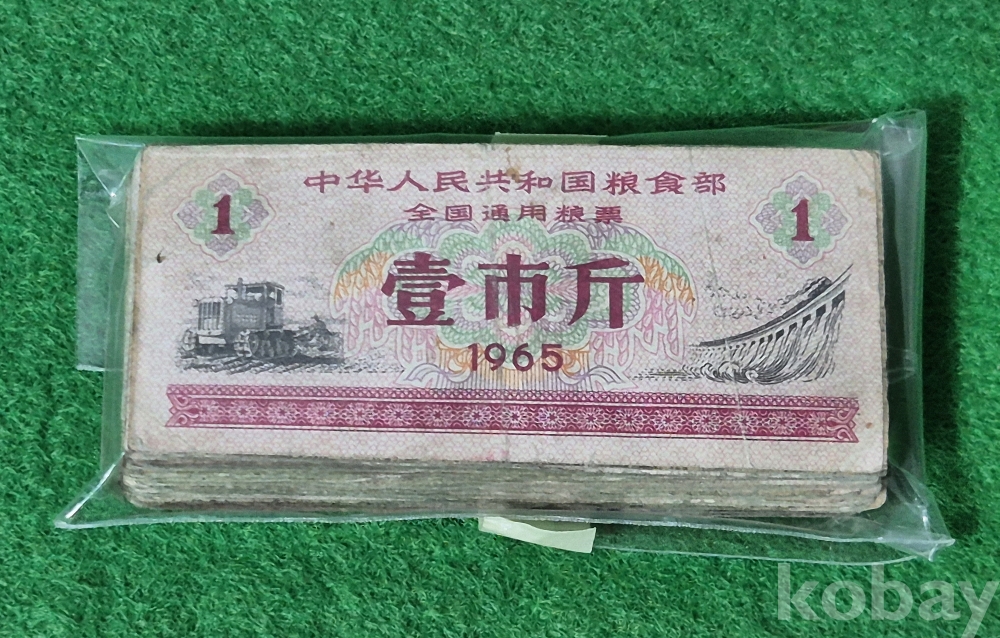 中华人民共和国粮食部
全国通用粮票
1 1
壹市斤
1965
kobay